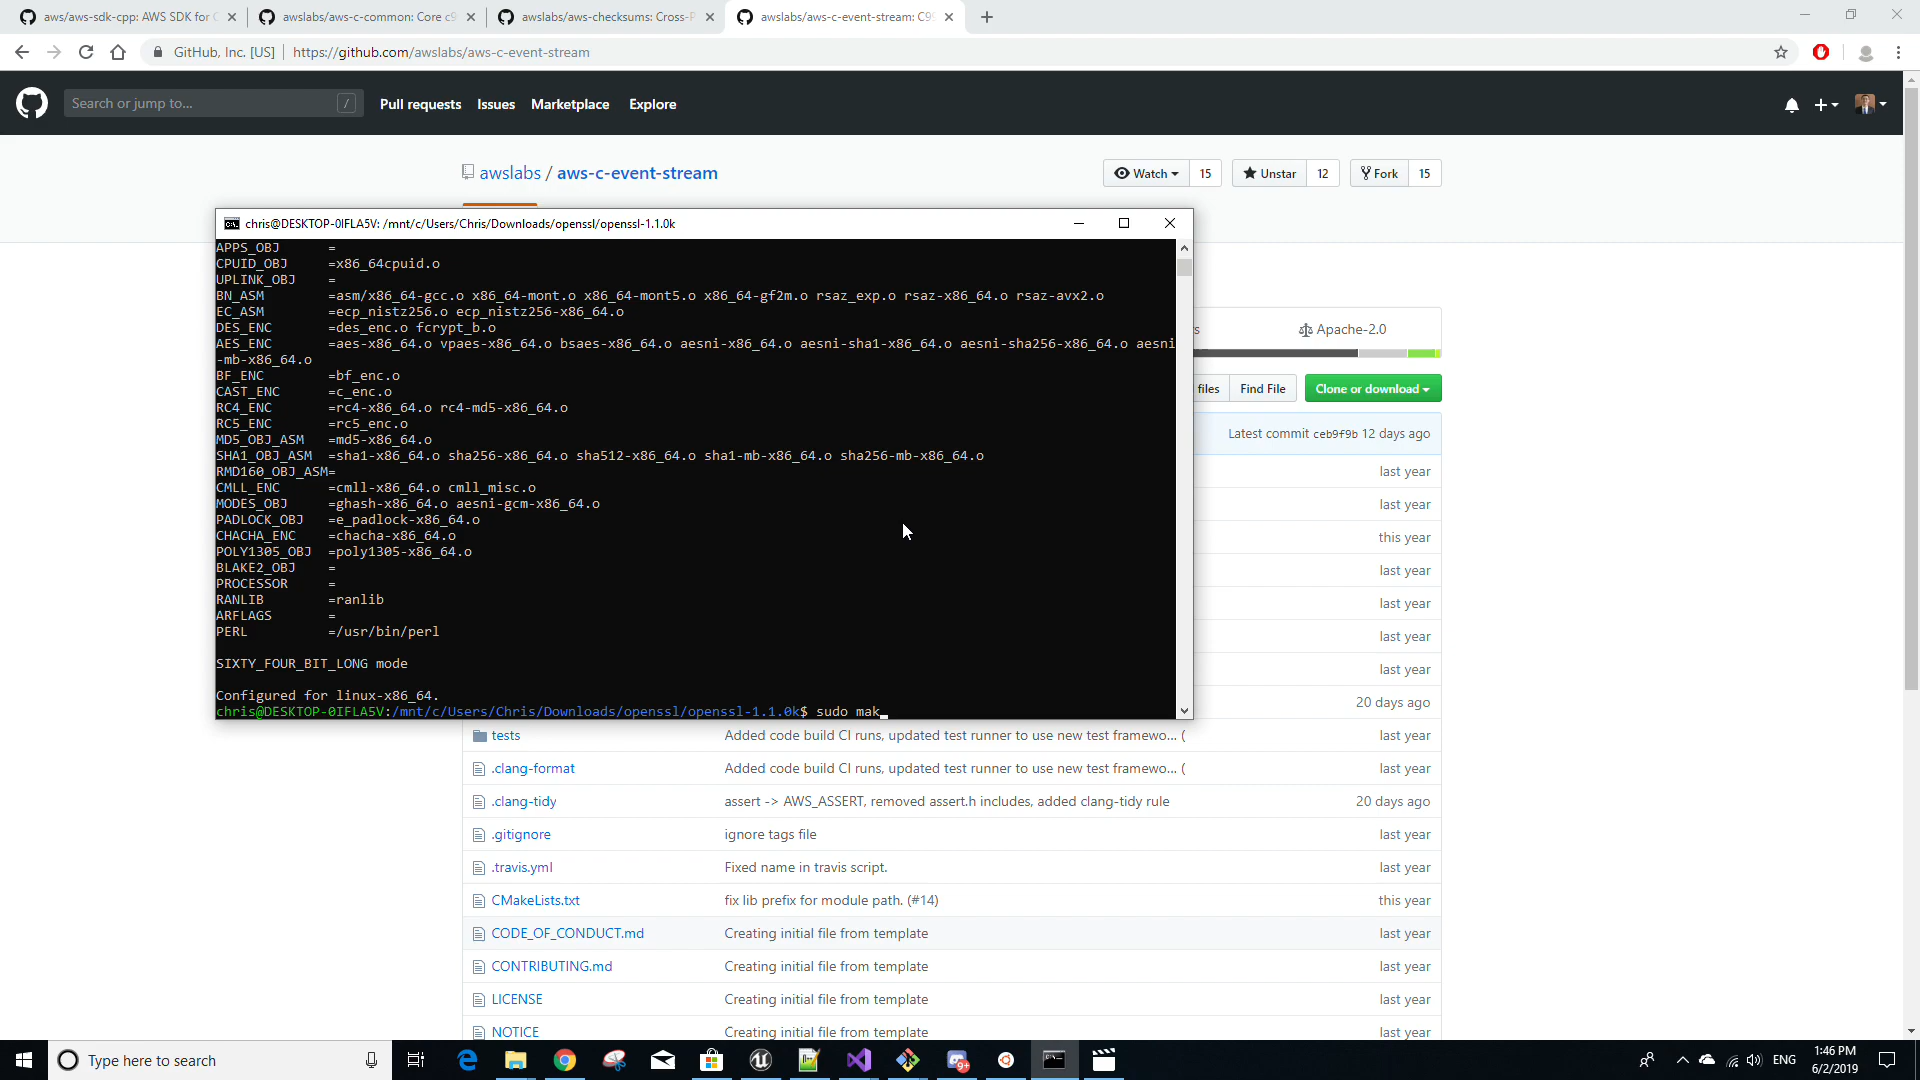 aws/aws-sdk-cpp: AWS SDK for C
awslabs/aws-c-common: Core c9
awslabs/aws-checksums: Cross-P
awslabs/aws-c-event-stream: C99
GitHub, Inc. [US]
https://github.com/awslabs/aws-c-event-stream
Search or jump to...
/
Pull requests
Issues
Marketplace
Explore
awslabs / aws-c-event-stream
Watch
15
Unstar
12
Fork
15
chris@DESKTOP-0IFLA5V: /mnt/c/Users/Chris/Downloads/openssl/openssl-1.1.0k
APPS_OBJ =
CPUID_OBJ =x86_64cpuid.o
UPLINK_OBJ =
BN_ASM =asm/x86_64-gcc.o x86_64-mont.o x86_64-mont5.o x86_64-gf2m.o rsaz_exp.o rsaz-x86_64.o rsaz-avx2.o
EC_ASM =ecp_nistz256.o ecp_nistz256-x86_64.o
DES_ENC =des_enc.o fcrypt_b.o
AES_ENC =aes-x86_64.o vpaes-x86_64.o bsaes-x86_64.o aesni-x86_64.o aesni-sha1-x86_64.o aesni-sha256-x86_64.o aesni
-mb-x86_64.o
BF_ENC =bf_enc.o
CAST_ENC =c_enc.o
RC4_ENC =rc4-x86_64.o rc4-md5-x86_64.o
RC5_ENC =rc5_enc.o
MD5_OBJ_ASM =md5-x86_64.o
SHA1_OBJ_ASM =sha1-x86_64.o sha256-x86_64.o sha512-x86_64.o sha1-mb-x86_64.o sha256-mb-x86_64.o
RMD160_OBJ_ASM=
CMLL_ENC =cmll-x86_64.o cmll_misc.o
MODES_OBJ =ghash-x86_64.o aesni-gcm-x86_64.o
PADLOCK_OBJ =e_padlock-x86_64.o
CHACHA_ENC =chacha-x86_64.o
POLY1305_OBJ =poly1305-x86_64.o
BLAKE2_OBJ =
PROCESSOR =
RANLIB =ranlib
ARFLAGS =
PERL =/usr/bin/perl
SIXTY_FOUR_BIT_LONG mode
Configured for linux-x86_64.
chris@DESKTOP-0IFLA5V:/mnt/c/Users/Chris/Downloads/openssl/openssl-1.1.0k$ sudo mak_
s
Apache-2.0
files
Find File
Clone or download
Latest commit ceb9f9b 12 days ago
last year
last year
this year
last year
last year
last year
last year
20 days ago
tests Added code build CI runs, updated test runner to use new test framewo... ( last year
.clang-format Added code build CI runs, updated test runner to use new test framewo... ( last year
.clang-tidy assert -> AWS_ASSERT, removed assert.h includes, added clang-tidy rule 20 days ago
.gitignore ignore tags file last year
.travis.yml Fixed name in travis script. last year
CMakeLists.txt fix lib prefix for module path. (#14) this year
CODE_OF_CONDUCT.md Creating initial file from template last year
CONTRIBUTING.md Creating initial file from template last year
LICENSE Creating initial file from template last year
NOTICE Creating initial file from template last year
Type here to search
9+
ENG
1:46 PM
6/2/2019